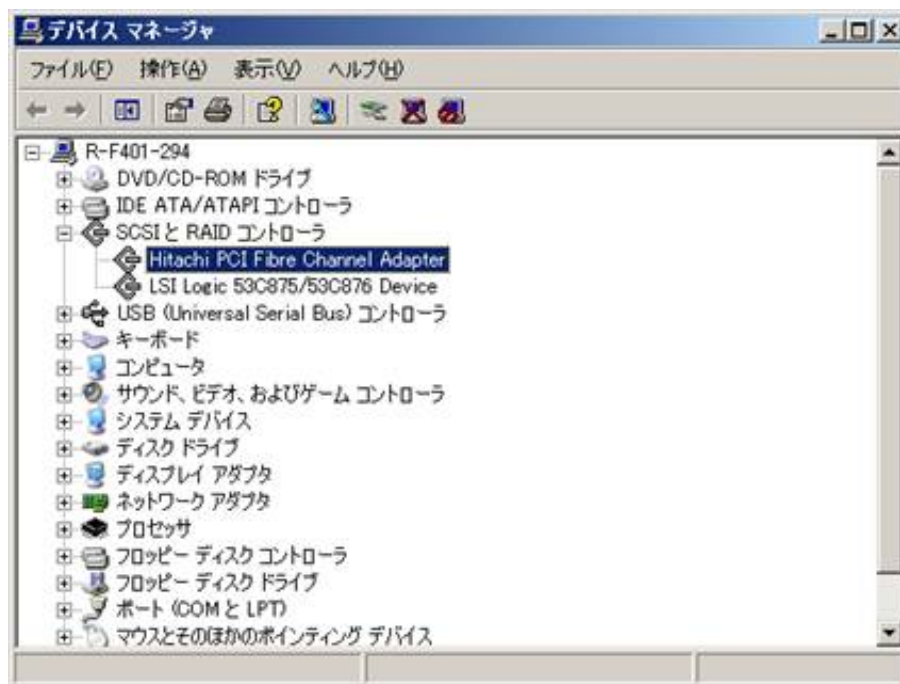 デバイス マネージャ
ファイル(F) 操作(A) 表示(V) ヘルプ(H)
R-F401-294
DVD/CD-ROM ドライブ
IDE ATA/ATAPI コントローラ
SCSI と RAID コントローラ
Hitachi PCI Fibre Channel Adapter
LSI Logic 53C875/53C876 Device
USB (Universal Serial Bus) コントローラ
キーボード
コンピュータ
サウンド、ビデオ、およびゲーム コントローラ
システム デバイス
ディスク ドライブ
ディスプレイ アダプタ
ネットワーク アダプタ
プロセッサ
フロッピー ディスク コントローラ
フロッピー ディスク ドライブ
ポート (COM と LPT)
マウスとそのほかのポインティング デバイス